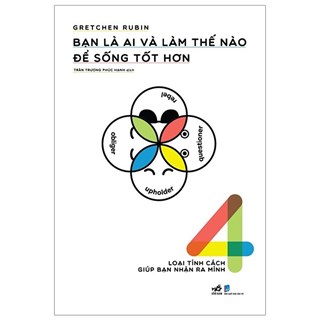 GRETCHEN RUBIN
BẠN LÀ AI VÀ LÀM THẾ NÀO
ĐỂ SỐNG TỐT HƠN
TRẦN TRƯƠNG PHÚC HẠNH dịch
rebel
obliger
questioner
upholder
4
LOẠI TÍNH CÁCH
GIÚP BẠN NHẬN RA MÌNH